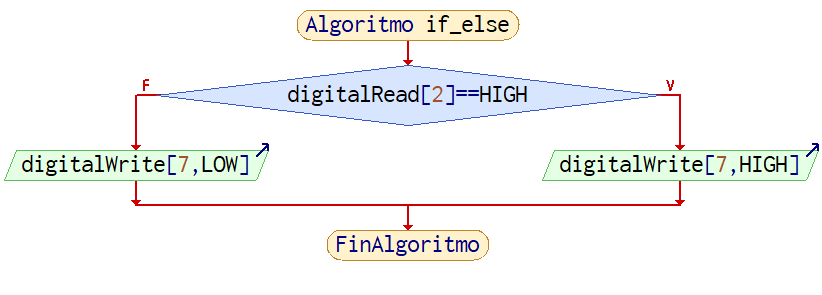 Algoritmo if_else
F
digitalRead[2]==HIGH
V
digitalWrite[7,LOW]
digitalWrite[7,HIGH]
FinAlgoritmo